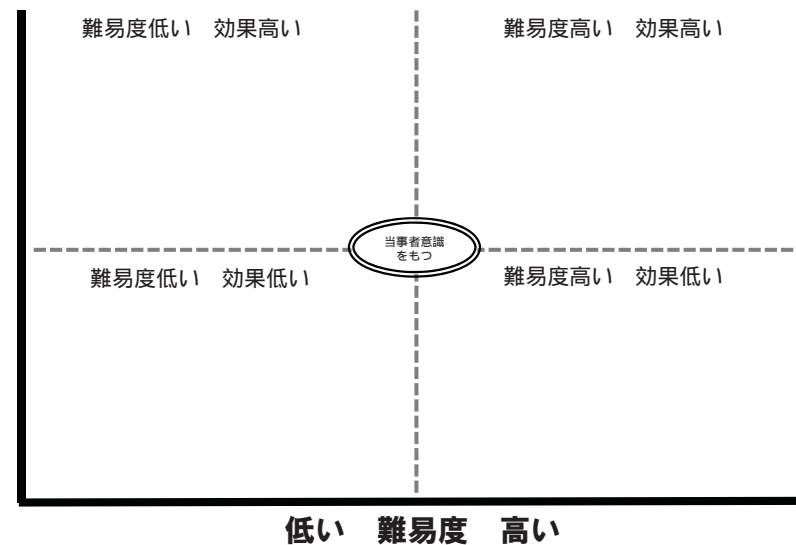 難易度低い　効果高い
難易度高い　効果高い
当事者意識
をもつ
難易度低い　効果低い
難易度高い　効果低い
低い　難易度　高い